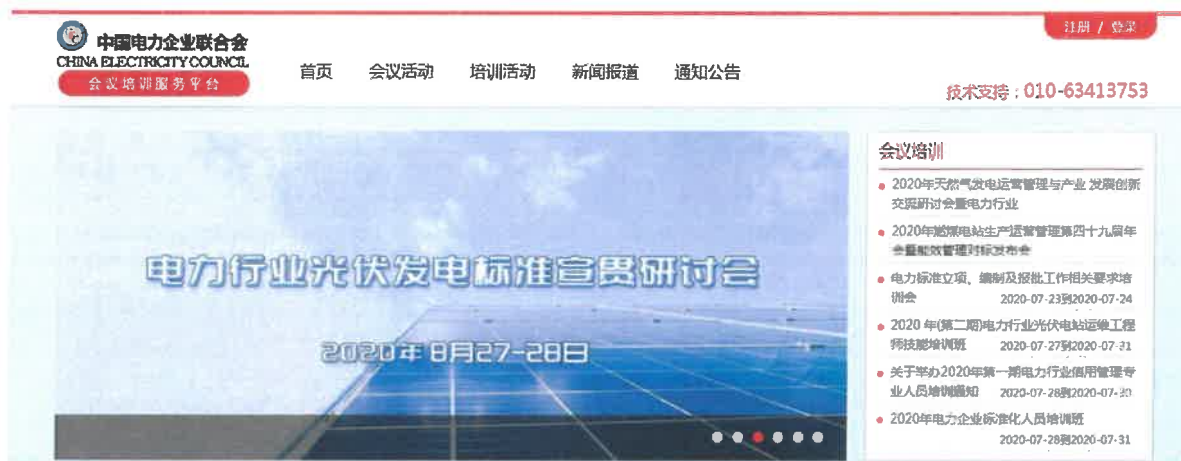 注册 / 登录
中国电力企业联合会
CHINA ELECTRICITY COUNCIL
会议培训服务平台
首页 会议活动 培训活动 新闻报道 通知公告
技术支持：010-63413753
电力行业光伏发电标准宣贯研讨会
2020年8月27-28日
会议培训
2020年天然气发电运营管理与产业 发展创新
交流研讨会暨电力行业
2020年燃煤电站生产运营管理第四十九届年
会暨能效管理对标发布会
电力标准立项、编制及报批工作相关要求培
训会 2020-07-23到2020-07-24
2020 年(第二期)电力行业光伏电站运维工程
师技能培训班 2020-07-27到2020-07-31
关于举办2020年第一期电力行业信用管理专
业人员培训通知 2020-07-28到2020-07-30
2020年电力企业标准化人员培训班
2020-07-28到2020-07-31